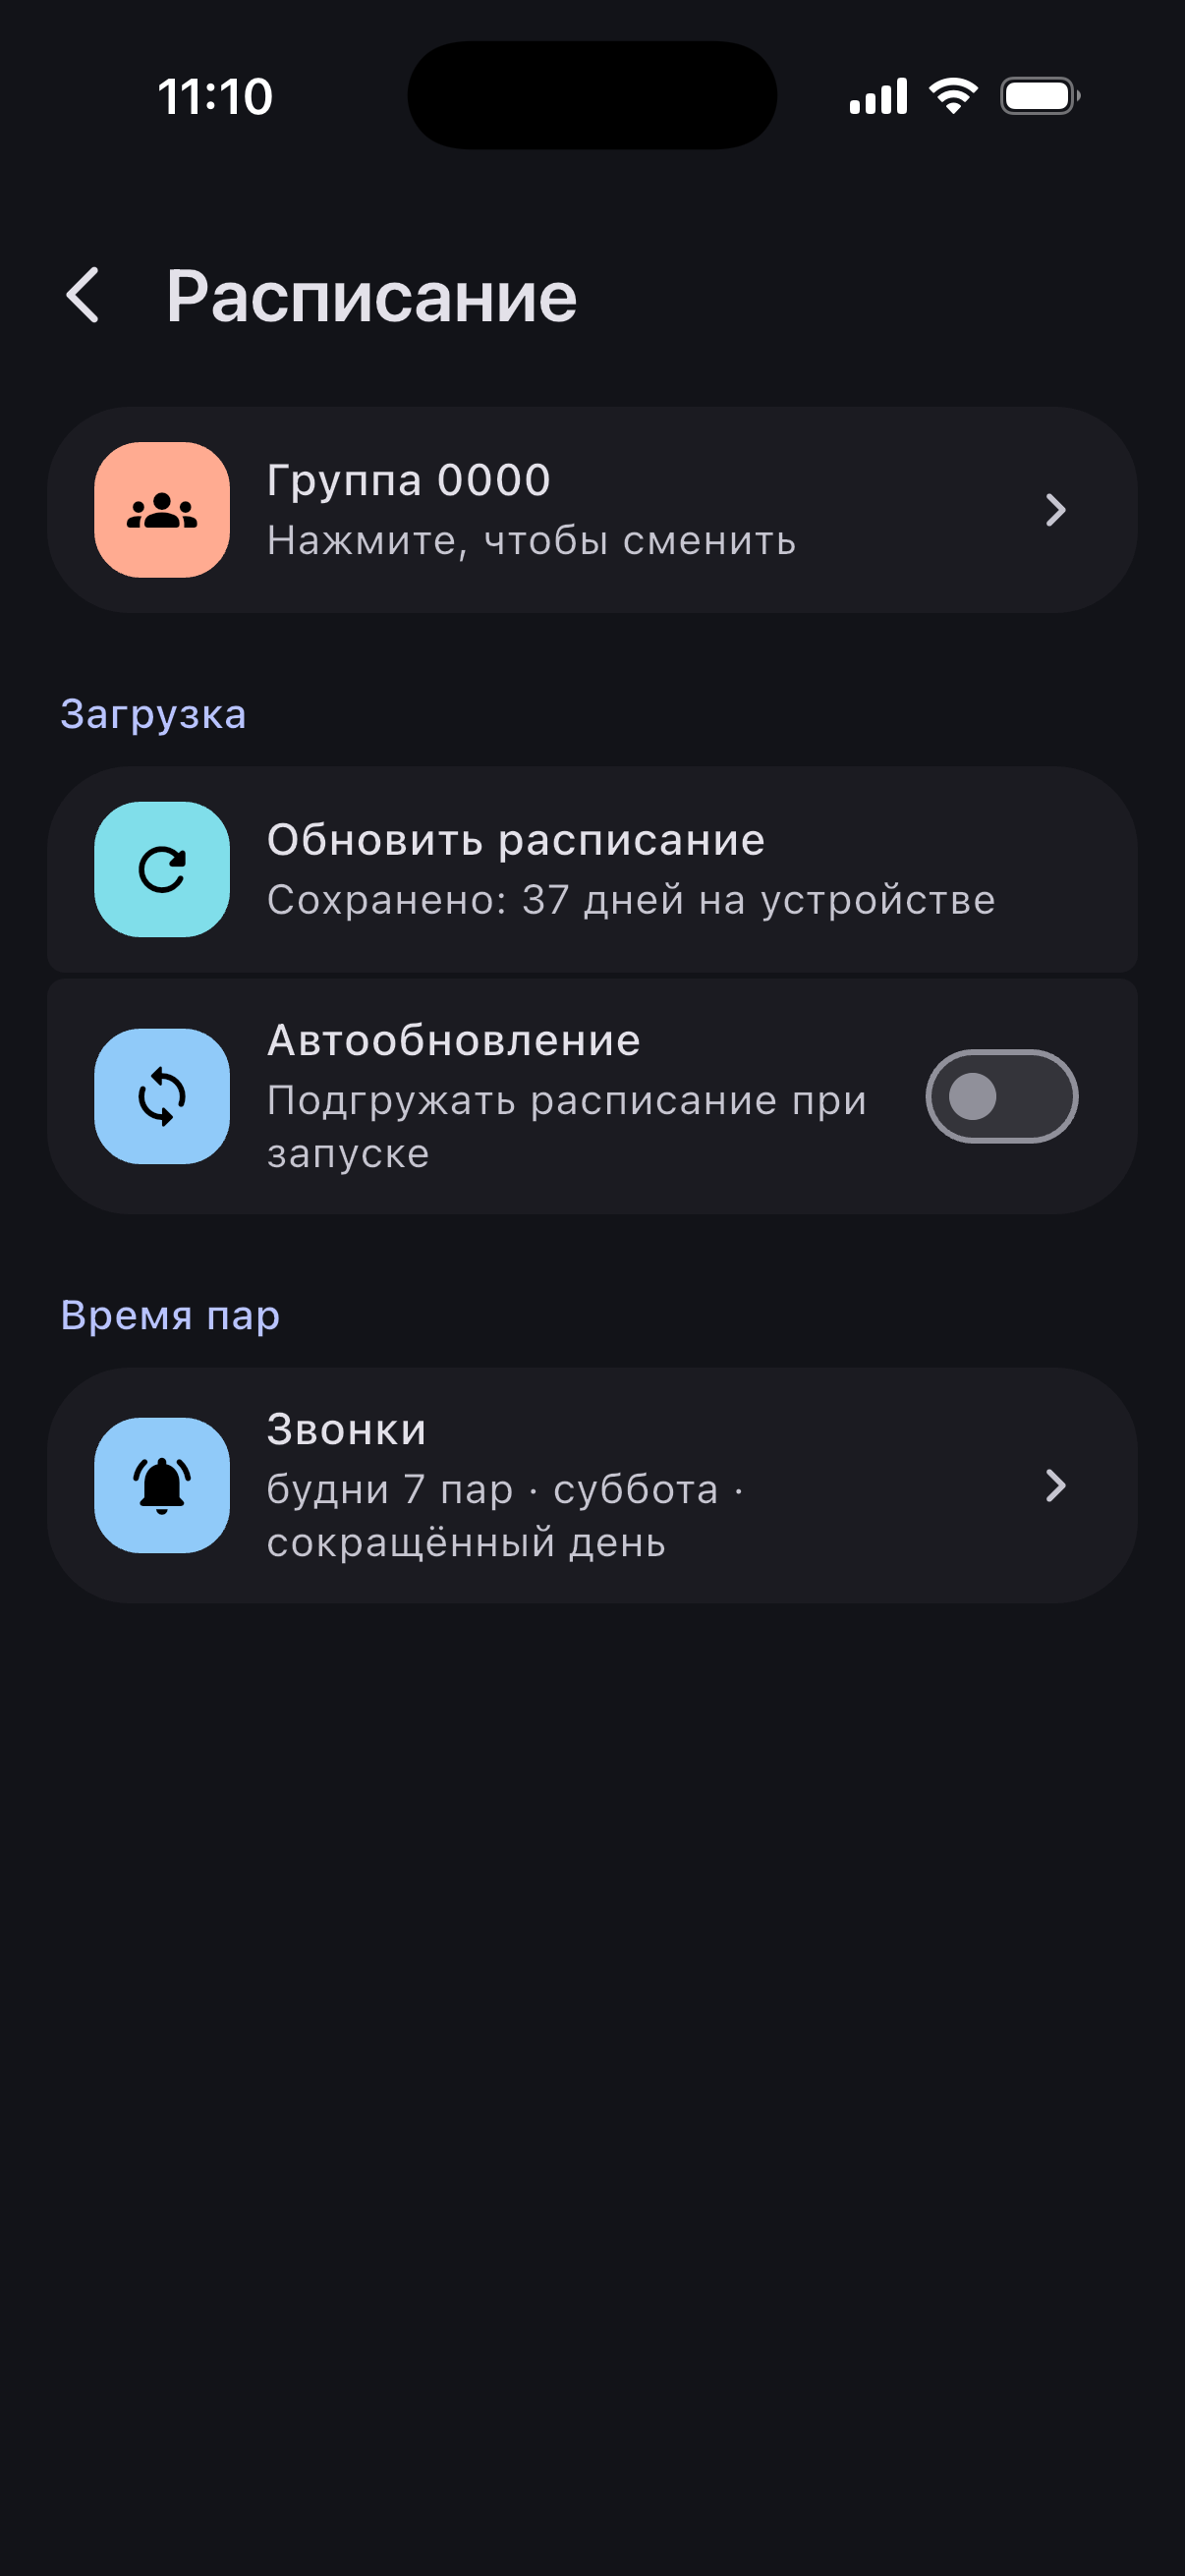 11:10
Расписание
Группа 0000
Нажмите, чтобы сменить
Загрузка
Обновить расписание
Сохранено: 37 дней на устройстве
Автообновление
Подгружать расписание при
запуске
Время пар
Звонки
будни 7 пар · суббота ·
сокращённый день